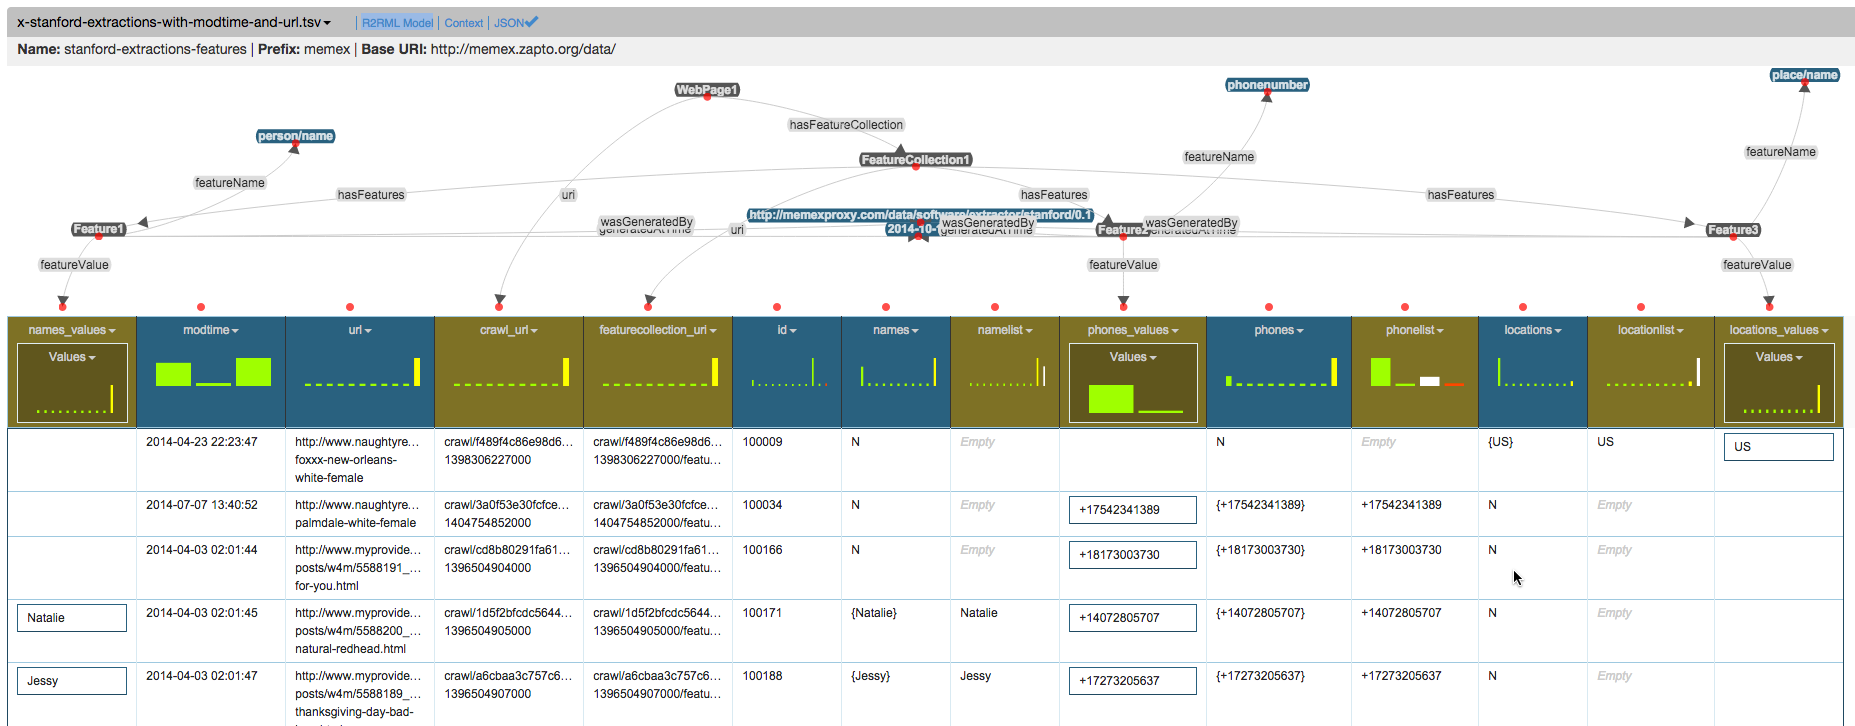 x-stanford-extractions-with-modtime-and-url.tsv | R2RML Model | Context | JSON
Name: stanford-extractions-features | Prefix: memex | Base URI: http://memex.zapto.org/data/
WebPage1
phonenumber
place/name
person/name
hasFeatureCollection
FeatureCollection1
featureName
featureName
featureName
hasFeatures
uri
hasFeatures
hasFeatures
http://memexproxy.com/data/software/extractor/stanford/0.1
Feature1
wasGeneratedBy
generatedAtTime
uri
2014-10-
wasGeneratedBy
generatedAtTime
Feature2
wasGeneratedBy
generatedAtTime
Feature3
featureValue
featureValue
featureValue
names_values modtime url crawl_url featurecollection_url id names namelist phones_values phones phonelist locations locationlist locations_values
Values Values Values
2014-04-23 22:23:47 http://www.naughtyre... crawl/f489f4c86e98d6... crawl/f489f4c86e98d6... 100009 N Empty N Empty {US} US US
foxxx-new-orleans- 1398306227000 1398306227000/featu...
white-female
2014-07-07 13:40:52 http://www.naughtyre... crawl/3a0f53e30fcfce... crawl/3a0f53e30fcfce... 100034 N Empty +17542341389 {+17542341389} +17542341389 N Empty
palmdale-white-female 1404754852000 1404754852000/featu...
2014-04-03 02:01:44 http://www.myprovide... crawl/cd8b80291fa61... crawl/cd8b80291fa61... 100166 N Empty +18173003730 {+18173003730} +18173003730 N Empty
posts/w4m/5588191_... 1396504904000 1396504904000/featu...
for-you.html
Natalie 2014-04-03 02:01:45 http://www.myprovide... crawl/1d5f2bfcdc5644... crawl/1d5f2bfcdc5644... 100171 {Natalie} Natalie +14072805707 {+14072805707} +14072805707 N Empty
posts/w4m/5588200_... 1396504905000 1396504905000/featu...
natural-redhead.html
Jessy 2014-04-03 02:01:47 http://www.myprovide... crawl/a6cbaa3c757c6... crawl/a6cbaa3c757c6... 100188 {Jessy} Jessy +17273205637 {+17273205637} +17273205637 N Empty
posts/w4m/5588189_... 1396504907000 1396504907000/featu...
thanksgiving-day-bad-